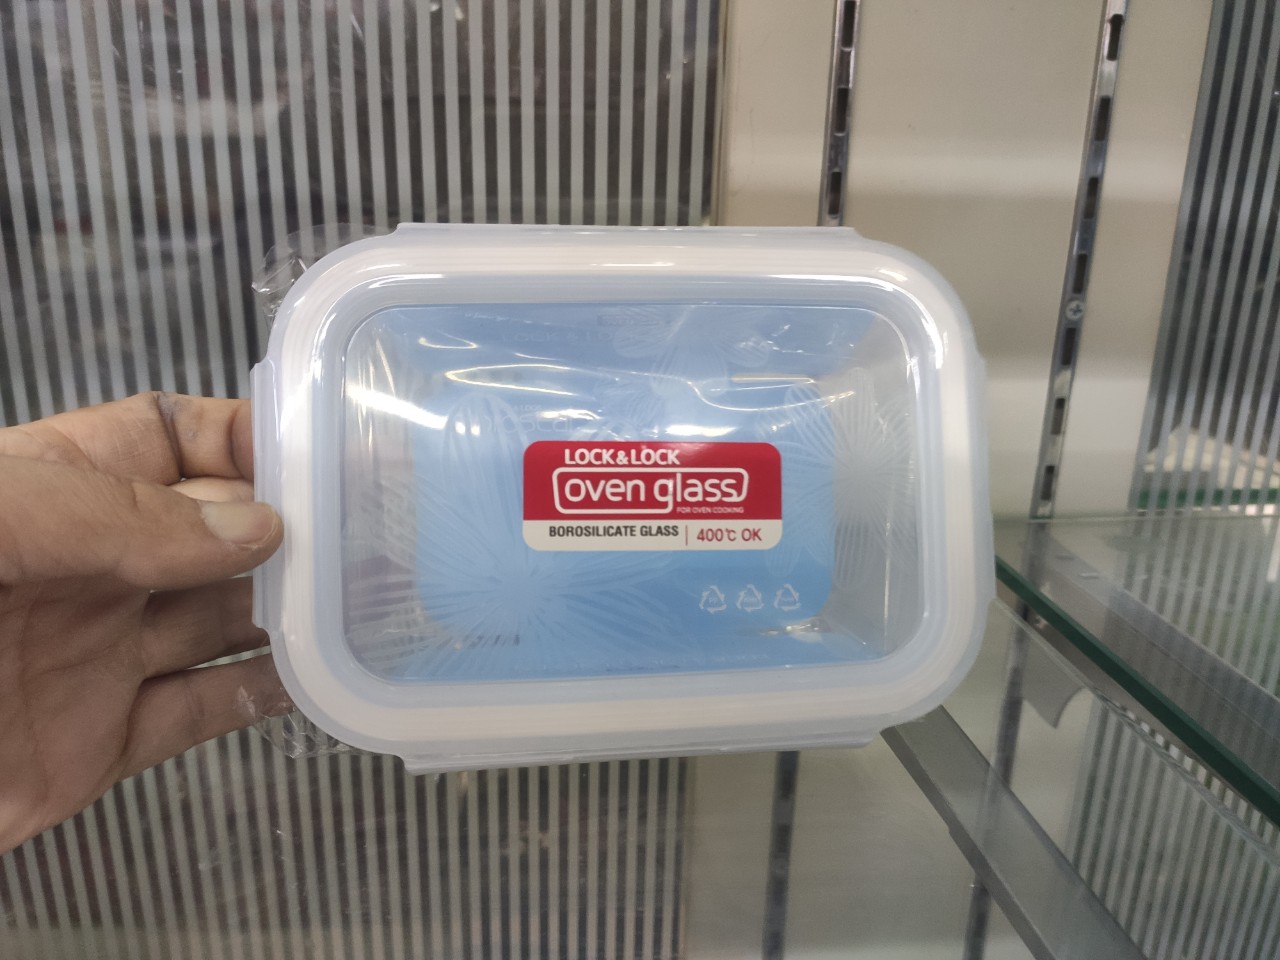 LOCK&LOCK
oven glass
FOR OVEN COOKING
BOROSILICATE GLASS | 400℃ OK